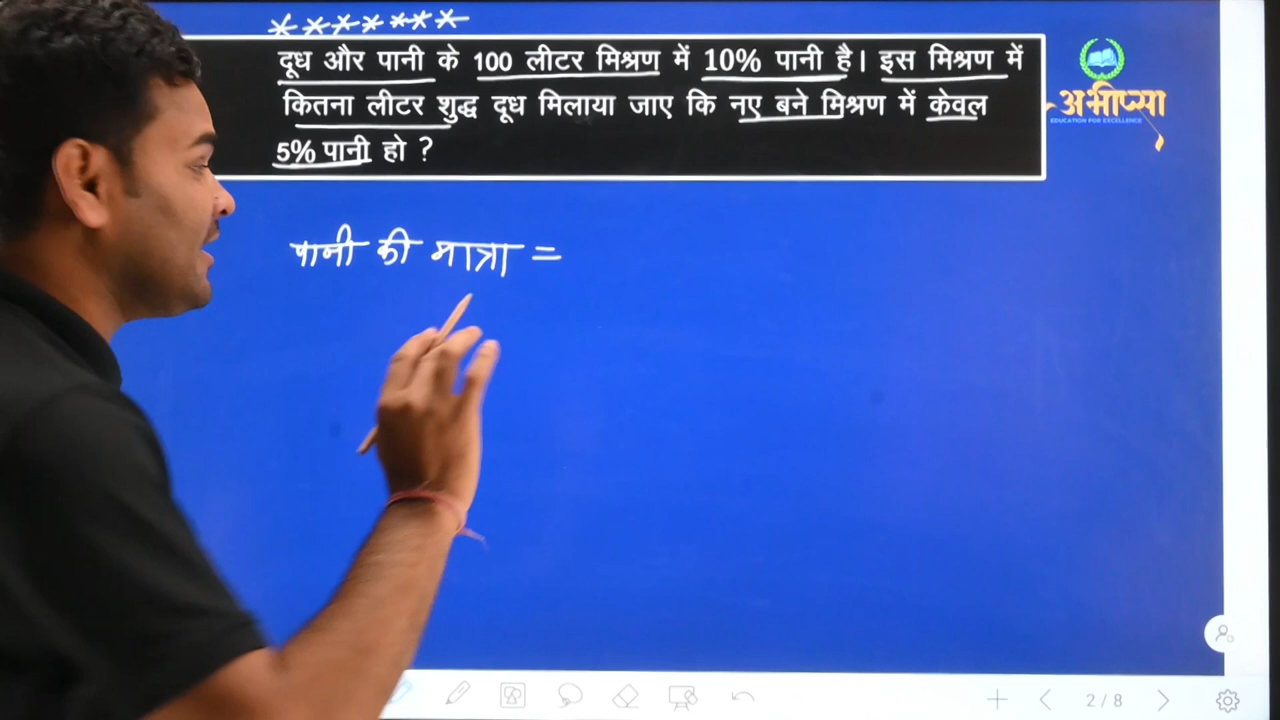 दूध और पानी के 100 लीटर मिश्रण में 10% पानी है। इस मिश्रण में
कितना लीटर शुद्ध दूध मिलाया जाए कि नए बने मिश्रण में केवल
5% पानी हो ?
अभीप्सा
EDUCATION FOR EXCELLENCE
पानी की मात्रा =
2 / 8